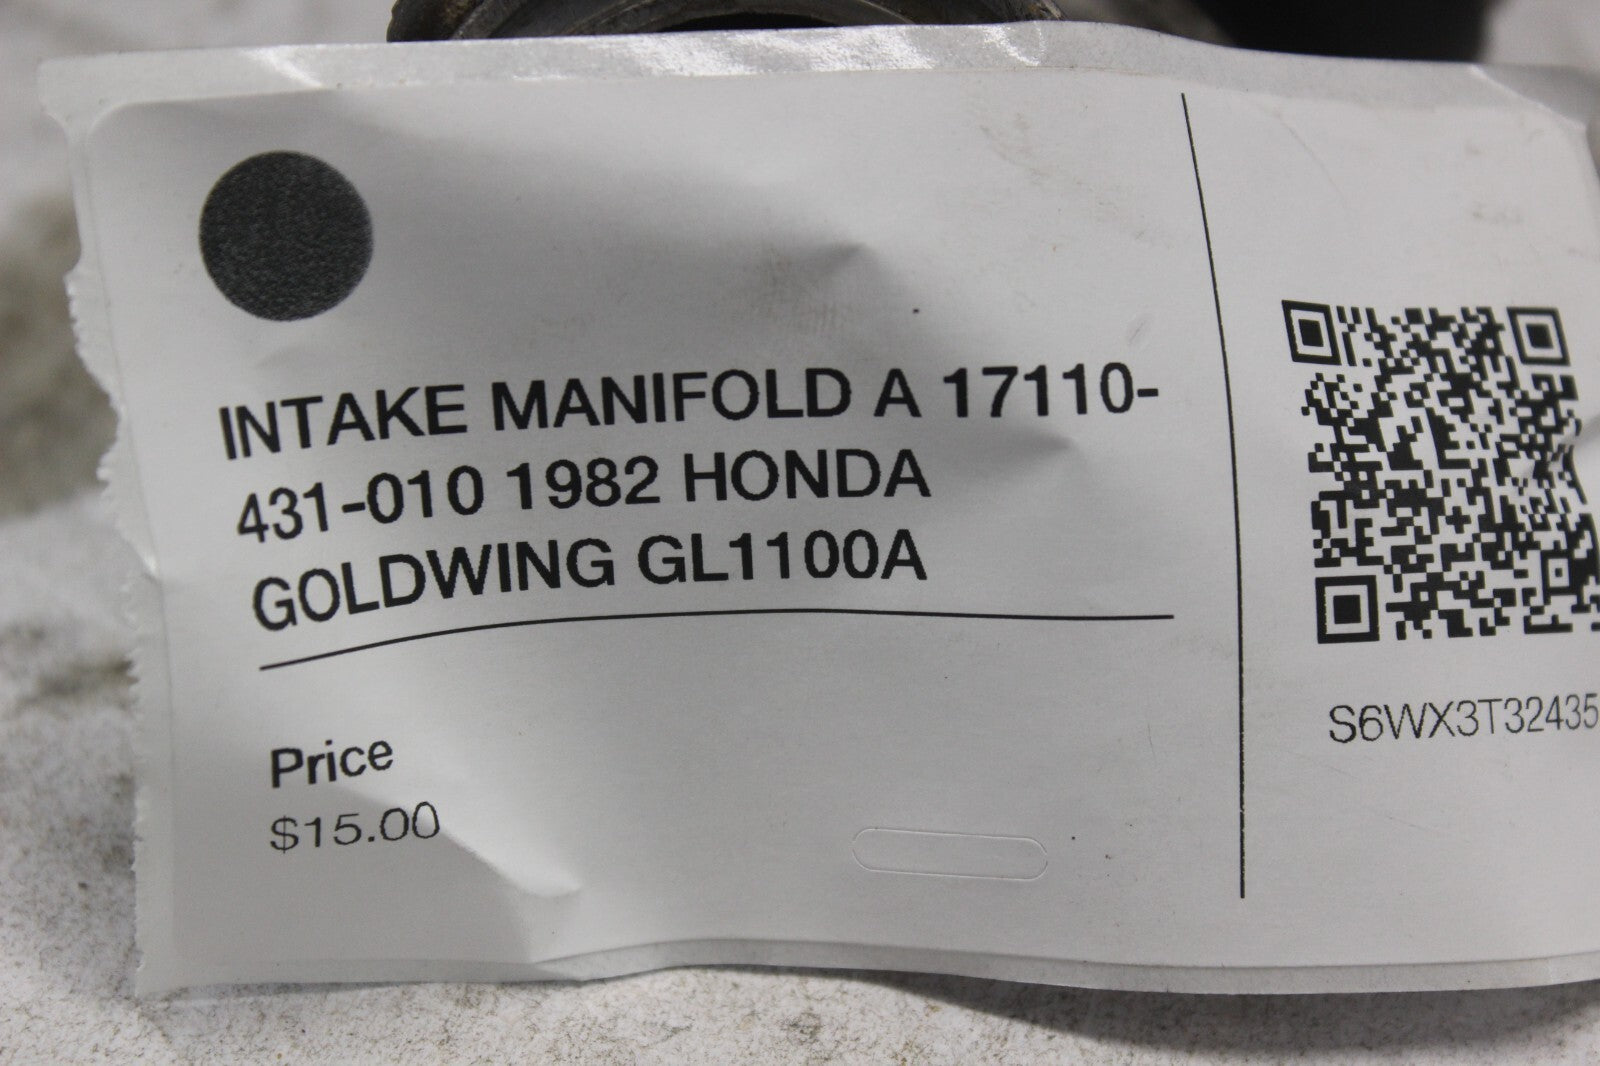 INTAKE MANIFOLD A 17110-
431-010 1982 HONDA
GOLDWING GL1100A
Price
$15.00
S6WX3T32435